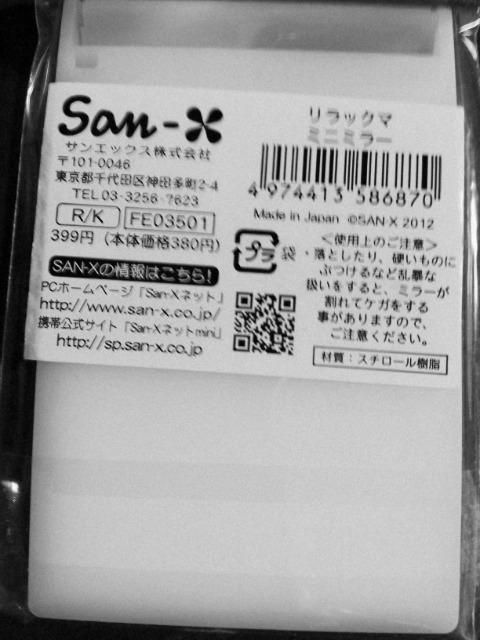 San-X
サンエックス株式会社
〒101-0046
東京都千代田区神田多町2-4
TEL 03-3256-7623
R/K FE03501
399円（本体価格380円）
SAN-Xの情報はこちら!
PCホームページ「San-Xネット」
http://www.san-x.co.jp/
携帯公式サイト「San-Xネットmini」
http://sp.san-x.co.jp
リラックマ
ミニミラー
4 974413 586870
Made in Japan ©SAN-X 2012
プラ 袋
＜使用上のご注意＞
・落としたり、硬いものに
ぶつけるなど乱暴な
扱いをすると、ミラーが
割れてケガをする
事がありますので、
ご注意ください。
材質：スチロール樹脂